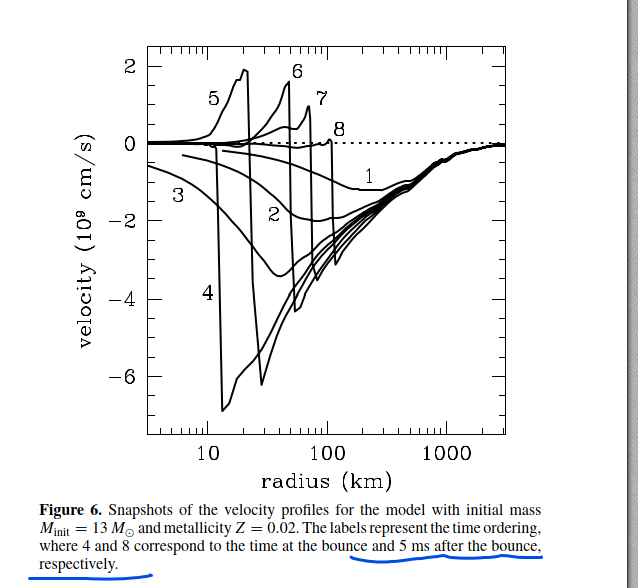 2
0
−2
−4
−6
velocity (10⁹ cm/s)
5
6
7
8
1
2
3
4
10
100
1000
radius (km)
Figure 6. Snapshots of the velocity profiles for the model with initial mass
Minit = 13 M⊙ and metallicity Z = 0.02. The labels represent the time ordering,
where 4 and 8 correspond to the time at the bounce and 5 ms after the bounce,
respectively.